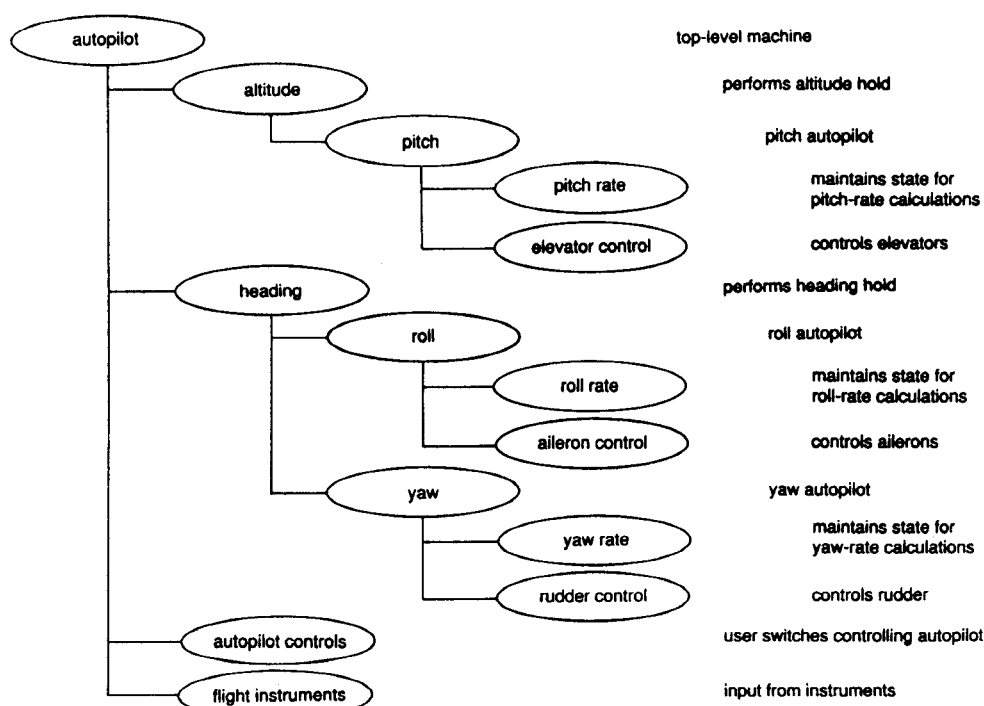 autopilot top-level machine
altitude performs altitude hold
pitch pitch autopilot
pitch rate maintains state for
pitch-rate calculations
elevator control controls elevators
heading performs heading hold
roll roll autopilot
roll rate maintains state for
roll-rate calculations
aileron control controls ailerons
yaw yaw autopilot
yaw rate maintains state for
yaw-rate calculations
rudder control controls rudder
autopilot controls user switches controlling autopilot
flight instruments input from instruments